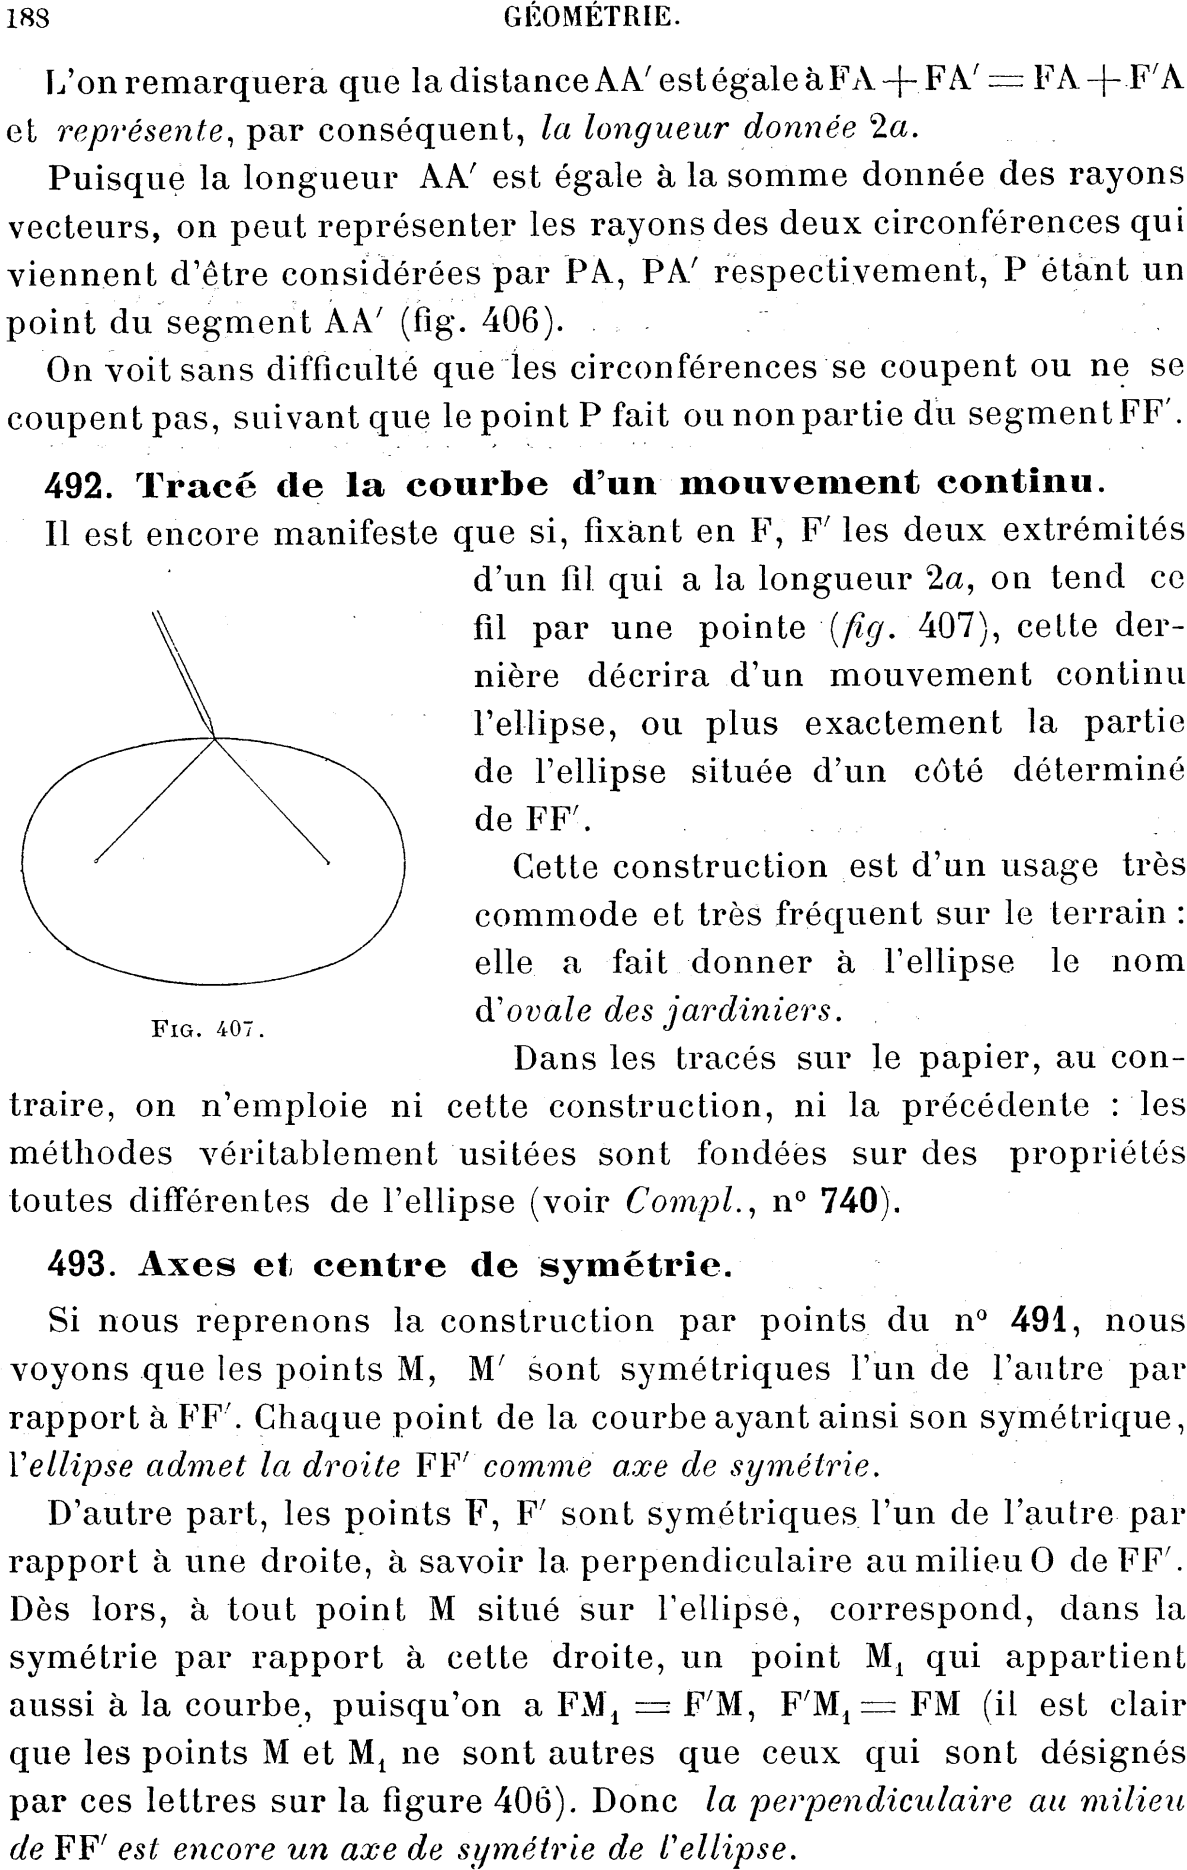 188 GÉOMÉTRIE.
L'on remarquera que la distance AA′ est égale à FA + FA′ = FA + F′A
et représente, par conséquent, la longueur donnée 2a.
Puisque la longueur AA′ est égale à la somme donnée des rayons
vecteurs, on peut représenter les rayons des deux circonférences qui
viennent d'être considérées par PA, PA′ respectivement, P étant un
point du segment AA′ (fig. 406).
On voit sans difficulté que les circonférences se coupent ou ne se
coupent pas, suivant que le point P fait ou non partie du segment FF′.
492. Tracé de la courbe d'un mouvement continu.
Il est encore manifeste que si, fixant en F, F′ les deux extrémités
d'un fil qui a la longueur 2a, on tend ce
fil par une pointe (fig. 407), cette der-
nière décrira d'un mouvement continu
l'ellipse, ou plus exactement la partie
de l'ellipse située d'un côté déterminé
de FF′.
Cette construction est d'un usage très
commode et très fréquent sur le terrain :
elle a fait donner à l'ellipse le nom
d'ovale des jardiniers.
FIG. 407.
Dans les tracés sur le papier, au con-
traire, on n'emploie ni cette construction, ni la précédente : les
méthodes véritablement usitées sont fondées sur des propriétés
toutes différentes de l'ellipse (voir Compl., nº 740).
493. Axes et centre de symétrie.
Si nous reprenons la construction par points du nº 491, nous
voyons que les points M, M′ sont symétriques l'un de l'autre par
rapport à FF′. Chaque point de la courbe ayant ainsi son symétrique,
l'ellipse admet la droite FF′ comme axe de symétrie.
D'autre part, les points F, F′ sont symétriques l'un de l'autre par
rapport à une droite, à savoir la perpendiculaire au milieu O de FF′.
Dès lors, à tout point M situé sur l'ellipse, correspond, dans la
symétrie par rapport à cette droite, un point M₁ qui appartient
aussi à la courbe, puisqu'on a FM₁ = F′M, F′M₁ = FM (il est clair
que les points M et M₁ ne sont autres que ceux qui sont désignés
par ces lettres sur la figure 406). Donc la perpendiculaire au milieu
de FF′ est encore un axe de symétrie de l'ellipse.